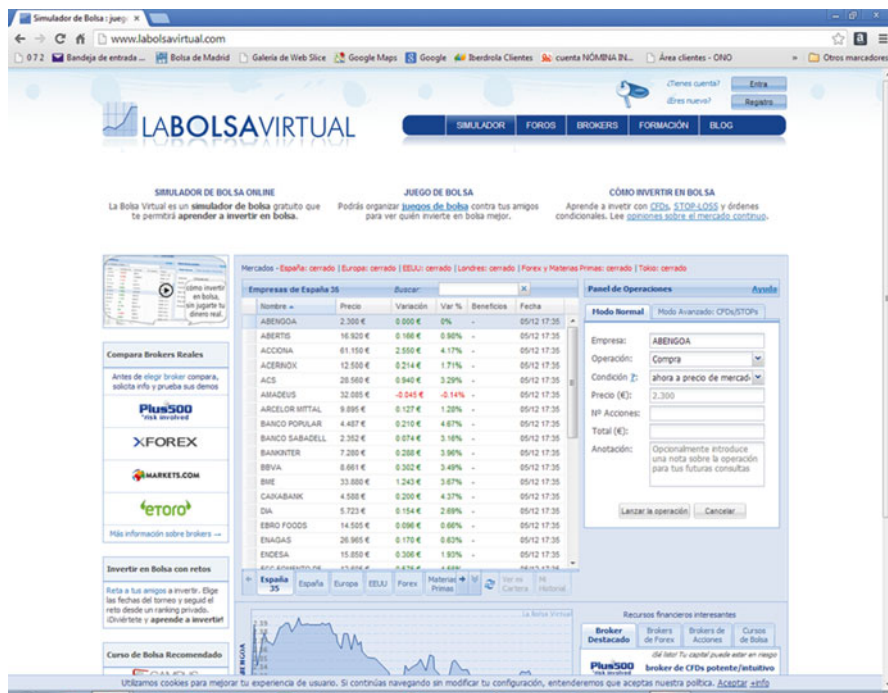 Simulador de Bolsa : jueg
www.labolsavirtual.com
072 Bandeja de entrada ... Bolsa de Madrid Galería de Web Slice Google Maps Google Iberdrola Clientes cuenta NÓMINA IN... Área clientes - ONO » Otros marcadores
¿Tienes cuenta? Entra
¿Eres nuevo? Registro
LABOLSAVIRTUAL
SIMULADOR FOROS BROKERS FORMACIÓN BLOG
SIMULADOR DE BOLSA ONLINE
La Bolsa Virtual es un simulador de bolsa gratuito que
te permitirá aprender a invertir en bolsa.
JUEGO DE BOLSA
Podrás organizar juegos de bolsa contra tus amigos
para ver quién invierte en bolsa mejor.
CÓMO INVERTIR EN BOLSA
Aprende a invetir con CFDs, STOP-LOSS y órdenes
condicionales. Lee opiniones sobre el mercado continuo.
cómo invertir
en bolsa,
sin jugarte tu
dinero real.
Compara Brokers Reales
Antes de elegir broker compara,
solicita info y prueba sus demos
Plus500
*risk involved
XFOREX
MARKETS.COM
etoro
Más información sobre brokers →
Invertir en Bolsa con retos
Reta a tus amigos a invertir. Elige
las fechas del torneo y seguid el
reto desde un ranking privado.
¡Diviértete y aprende a invertir!
Curso de Bolsa Recomendado
CAMPUS
Mercados - España: cerrado | Europa: cerrado | EEUU: cerrado | Londres: cerrado | Forex y Materias Primas: cerrado | Tokio: cerrado
Empresas de España 35 Buscar:
Nombre Precio Variación Var % Beneficios Fecha
ABENGOA 2.300 € 0.000 € 0% - 05/12 17:35
ABERTIS 16.920 € 0.166 € 0.98% - 05/12 17:35
ACCIONA 61.150 € 2.550 € 4.17% - 05/12 17:35
ACERINOX 12.500 € 0.214 € 1.71% - 05/12 17:35
ACS 28.560 € 0.940 € 3.29% - 05/12 17:35
AMADEUS 32.085 € -0.045 € -0.14% - 05/12 17:35
ARCELOR MITTAL 9.895 € 0.127 € 1.28% - 05/12 17:35
BANCO POPULAR 4.487 € 0.210 € 4.67% - 05/12 17:35
BANCO SABADELL 2.352 € 0.074 € 3.16% - 05/12 17:35
BANKINTER 7.280 € 0.288 € 3.96% - 05/12 17:35
BBVA 8.661 € 0.302 € 3.49% - 05/12 17:35
BME 33.880 € 1.243 € 3.67% - 05/12 17:35
CAIXABANK 4.588 € 0.200 € 4.37% - 05/12 17:35
DIA 5.723 € 0.154 € 2.69% - 05/12 17:35
EBRO FOODS 14.505 € 0.096 € 0.66% - 05/12 17:35
ENAGAS 26.965 € 0.170 € 0.63% - 05/12 17:35
ENDESA 15.850 € 0.306 € 1.93% - 05/12 17:35
España 35 España Europa EEUU Forex Materias Primas Ver mi Cartera Mi Historial
La Bolsa Virtual
Panel de Operaciones Ayuda
Modo Normal Modo Avanzado: CFDs/STOPs
Empresa: ABENGOA
Operación: Compra
Condición ?: ahora a precio de mercad
Precio (€): 2.300
Nº Acciones:
Total (€):
Anotación: Opcionalmente introduce
una nota sobre la operación
para tus futuras consultas
Lanzar la operación Cancelar
Recursos financieros interesantes
Broker Destacado Brokers de Forex Brokers de Acciones Cursos de Bolsa
¡Sé listo! Tu capital puede estar en riesgo
Plus500 broker de CFDs potente/intuitivo
Utilizamos cookies para mejorar tu experiencia de usuario. Si continúas navegando sin modificar tu configuración, entenderemos que aceptas nuestra política. Aceptar +info